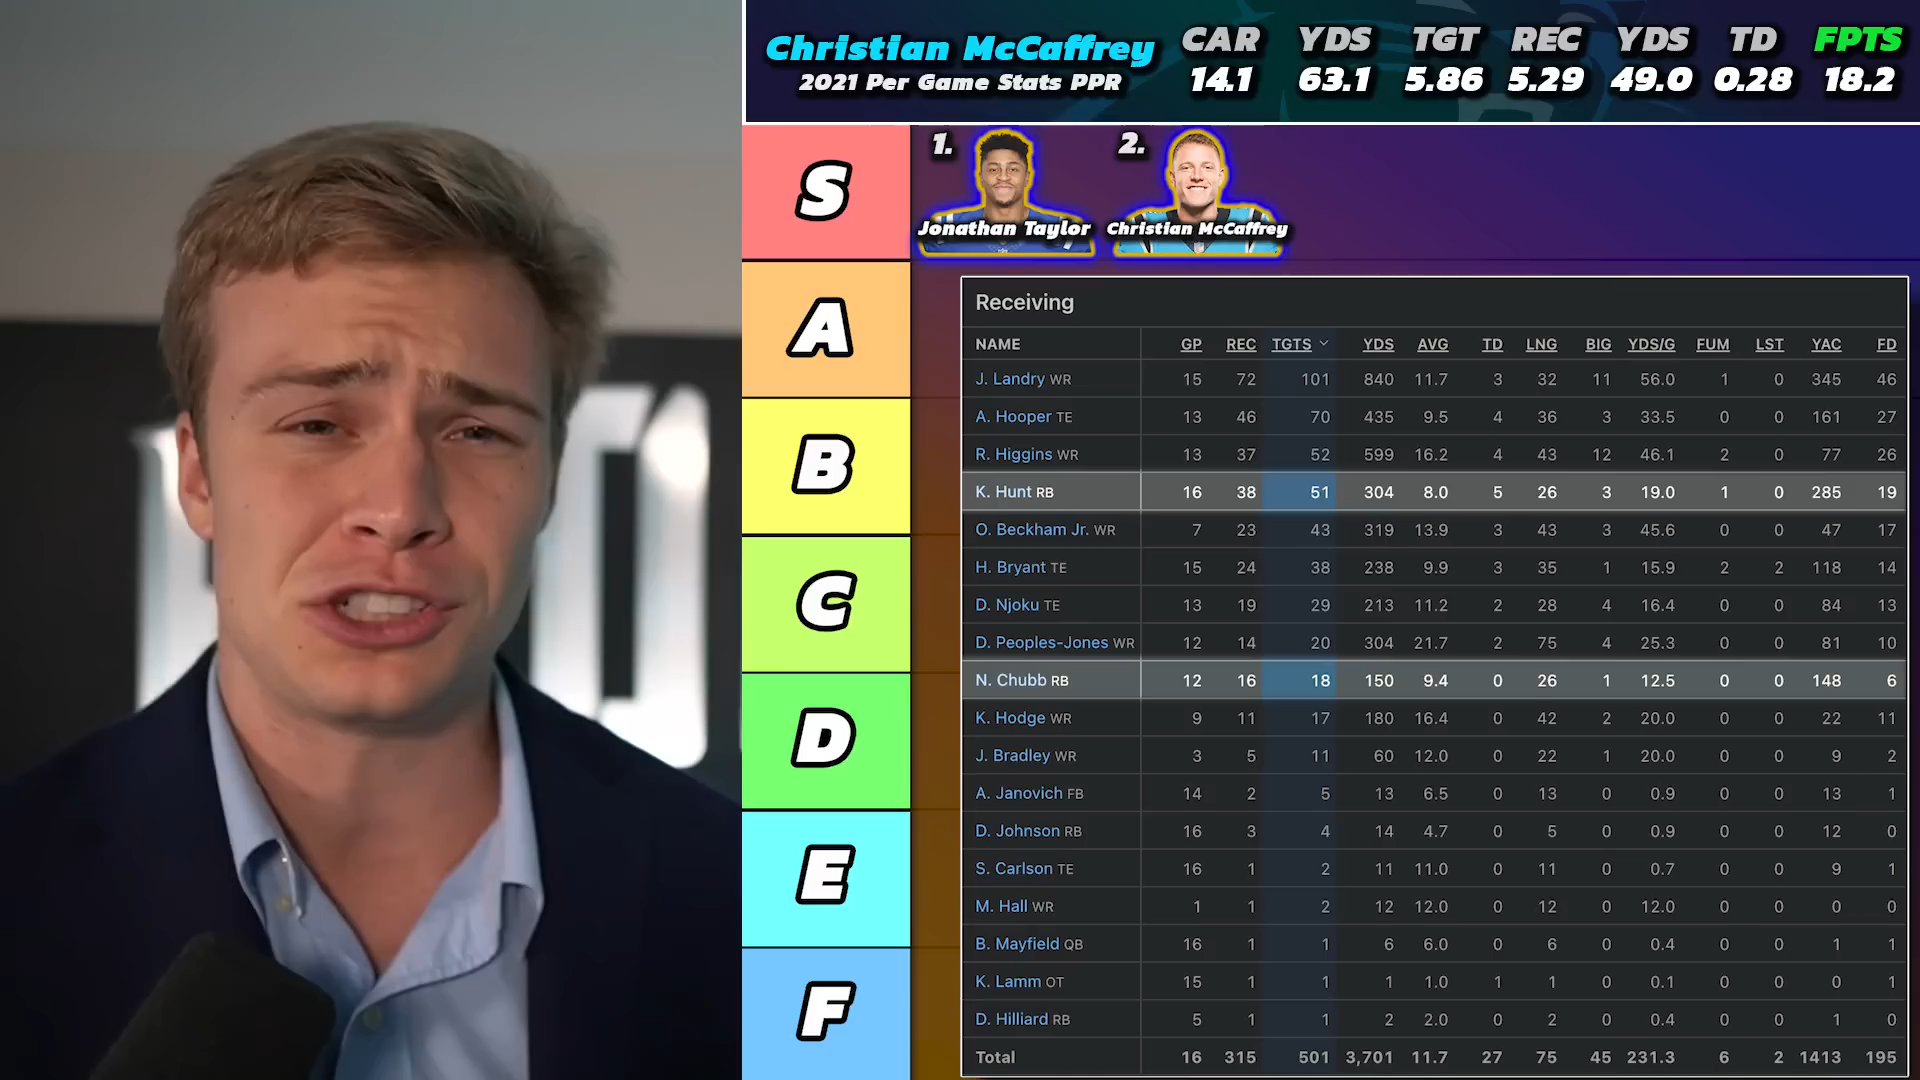 Christian McCaffrey CAR YDS TGT REC YDS TD FPTS
2021 Per Game Stats PPR 14.1 63.1 5.86 5.29 49.0 0.28 18.2
S 1. 2.
Jonathan Taylor Christian McCaffrey
A
B
C
D
E
F
Receiving
NAME GP REC TGTS YDS AVG TD LNG BIG YDS/G FUM LST YAC FD
J. Landry WR 15 72 101 840 11.7 3 32 11 56.0 1 0 345 46
A. Hooper TE 13 46 70 435 9.5 4 36 3 33.5 0 0 161 27
R. Higgins WR 13 37 52 599 16.2 4 43 12 46.1 2 0 77 26
K. Hunt RB 16 38 51 304 8.0 5 26 3 19.0 1 0 285 19
O. Beckham Jr. WR 7 23 43 319 13.9 3 43 3 45.6 0 0 47 17
H. Bryant TE 15 24 38 238 9.9 3 35 1 15.9 2 2 118 14
D. Njoku TE 13 19 29 213 11.2 2 28 4 16.4 0 0 84 13
D. Peoples-Jones WR 12 14 20 304 21.7 2 75 4 25.3 0 0 81 10
N. Chubb RB 12 16 18 150 9.4 0 26 1 12.5 0 0 148 6
K. Hodge WR 9 11 17 180 16.4 0 42 2 20.0 0 0 22 11
J. Bradley WR 3 5 11 60 12.0 0 22 1 20.0 0 0 9 2
A. Janovich FB 14 2 5 13 6.5 0 13 0 0.9 0 0 13 1
D. Johnson RB 16 3 4 14 4.7 0 5 0 0.9 0 0 12 0
S. Carlson TE 16 1 2 11 11.0 0 11 0 0.7 0 0 9 1
M. Hall WR 1 1 2 12 12.0 0 12 0 12.0 0 0 0 0
B. Mayfield QB 16 1 1 6 6.0 0 6 0 0.4 0 0 1 1
K. Lamm OT 15 1 1 1 1.0 1 1 0 0.1 0 0 0 1
D. Hilliard RB 5 1 1 2 2.0 0 2 0 0.4 0 0 1 0
Total 16 315 501 3,701 11.7 27 75 45 231.3 6 2 1413 195